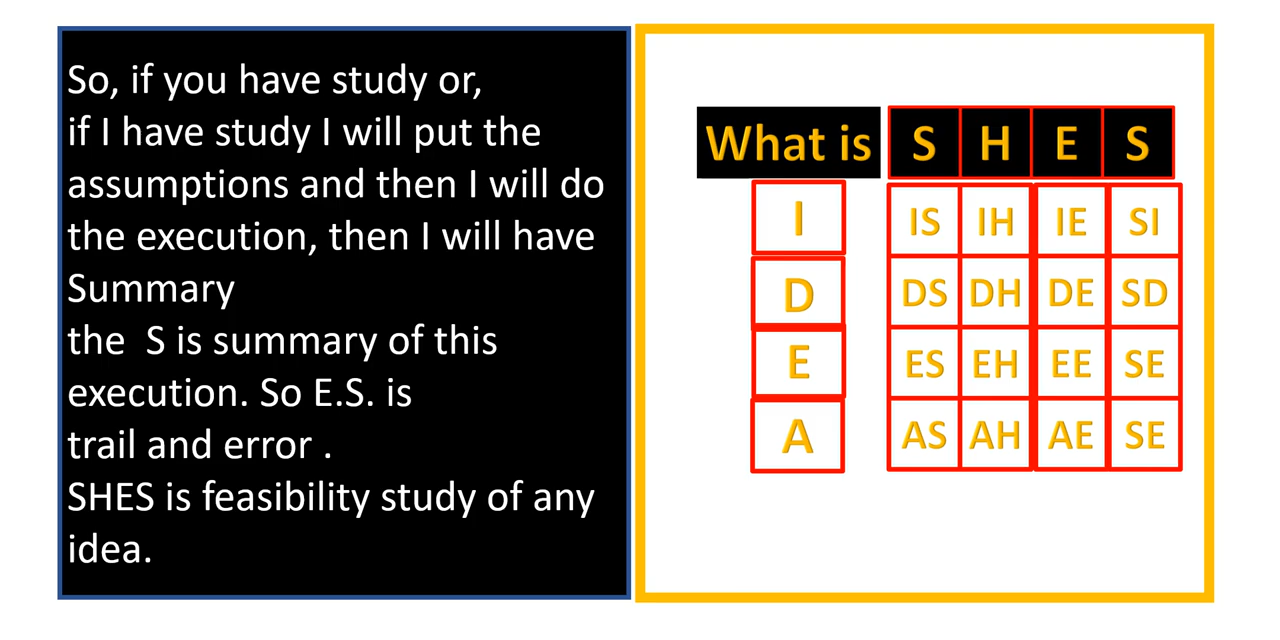 So, if you have study or,
if I have study I will put the
assumptions and then I will do
the execution, then I will have
Summary
the  S is summary of this
execution. So E.S. is
trail and error .
SHES is feasibility study of any
idea.
What is S H E S
I IS IH IE SI
D DS DH DE SD
E ES EH EE SE
A AS AH AE SE